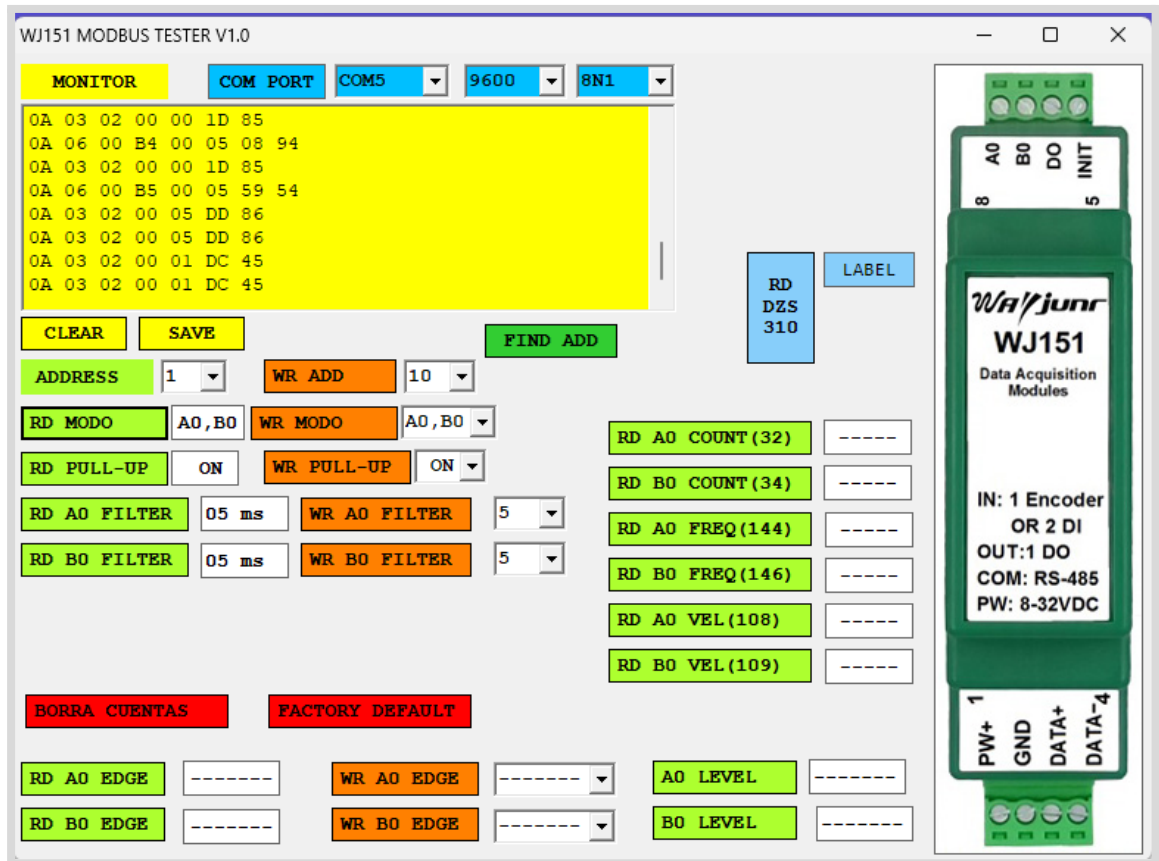 WJ151 MODBUS TESTER V1.0
MONITOR COM PORT COM5 9600 8N1
0A 03 02 00 00 1D 85
0A 06 00 B4 00 05 08 94
0A 03 02 00 00 1D 85
0A 06 00 B5 00 05 59 54
0A 03 02 00 05 DD 86
0A 03 02 00 05 DD 86
0A 03 02 00 01 DC 45
0A 03 02 00 01 DC 45
CLEAR SAVE FIND ADD
RD
DZS
310
LABEL
ADDRESS 1 WR ADD 10
RD MODO A0,B0 WR MODO A0,B0
RD PULL-UP ON WR PULL-UP ON
RD A0 FILTER 05 ms WR A0 FILTER 5
RD B0 FILTER 05 ms WR B0 FILTER 5
RD A0 COUNT(32) -----
RD B0 COUNT(34) -----
RD A0 FREQ(144) -----
RD B0 FREQ(146) -----
RD A0 VEL(108) -----
RD B0 VEL(109) -----
BORRA CUENTAS FACTORY DEFAULT
RD A0 EDGE ------- WR A0 EDGE ------- A0 LEVEL -------
RD B0 EDGE ------- WR B0 EDGE ------- B0 LEVEL -------
A0 B0 DO INIT
8 5
Wayjunr
WJ151
Data Acquisition
Modules
IN: 1 Encoder
OR 2 DI
OUT:1 DO
COM: RS-485
PW: 8-32VDC
1 4
PW+ GND DATA+ DATA-